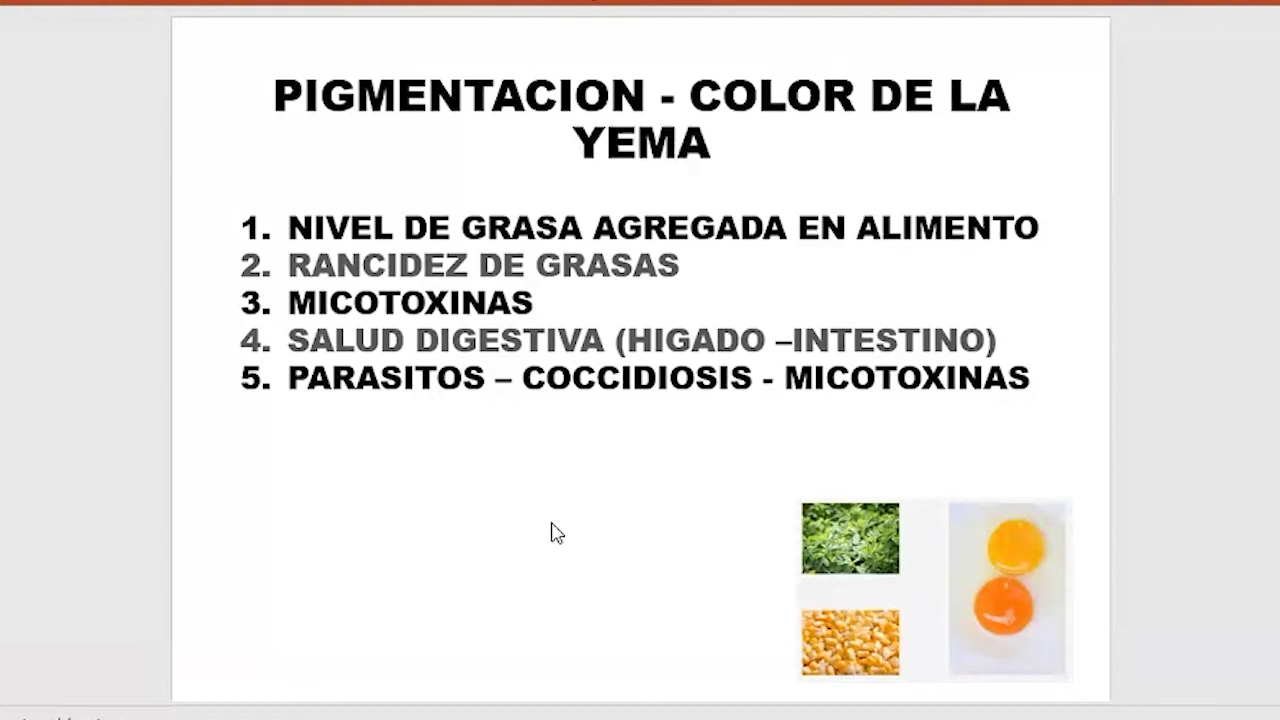 PIGMENTACION - COLOR DE LA
YEMA
1. NIVEL DE GRASA AGREGADA EN ALIMENTO
2. RANCIDEZ DE GRASAS
3. MICOTOXINAS
4. SALUD DIGESTIVA (HIGADO –INTESTINO)
5. PARASITOS – COCCIDIOSIS - MICOTOXINAS